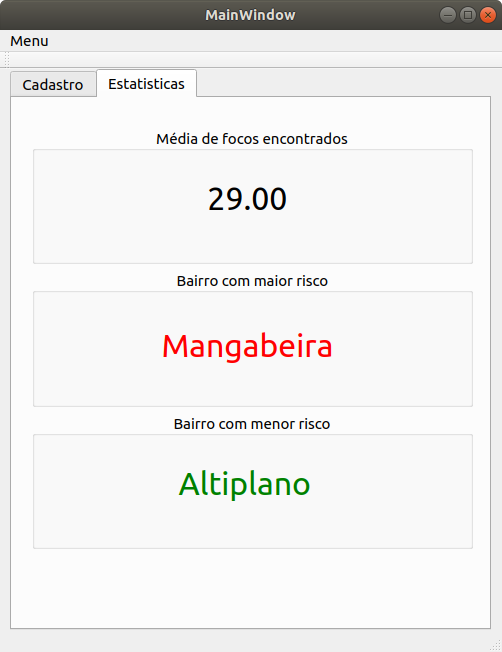 MainWindow
Menu
Cadastro
Estatisticas
Média de focos encontrados
29.00
Bairro com maior risco
Mangabeira
Bairro com menor risco
Altiplano